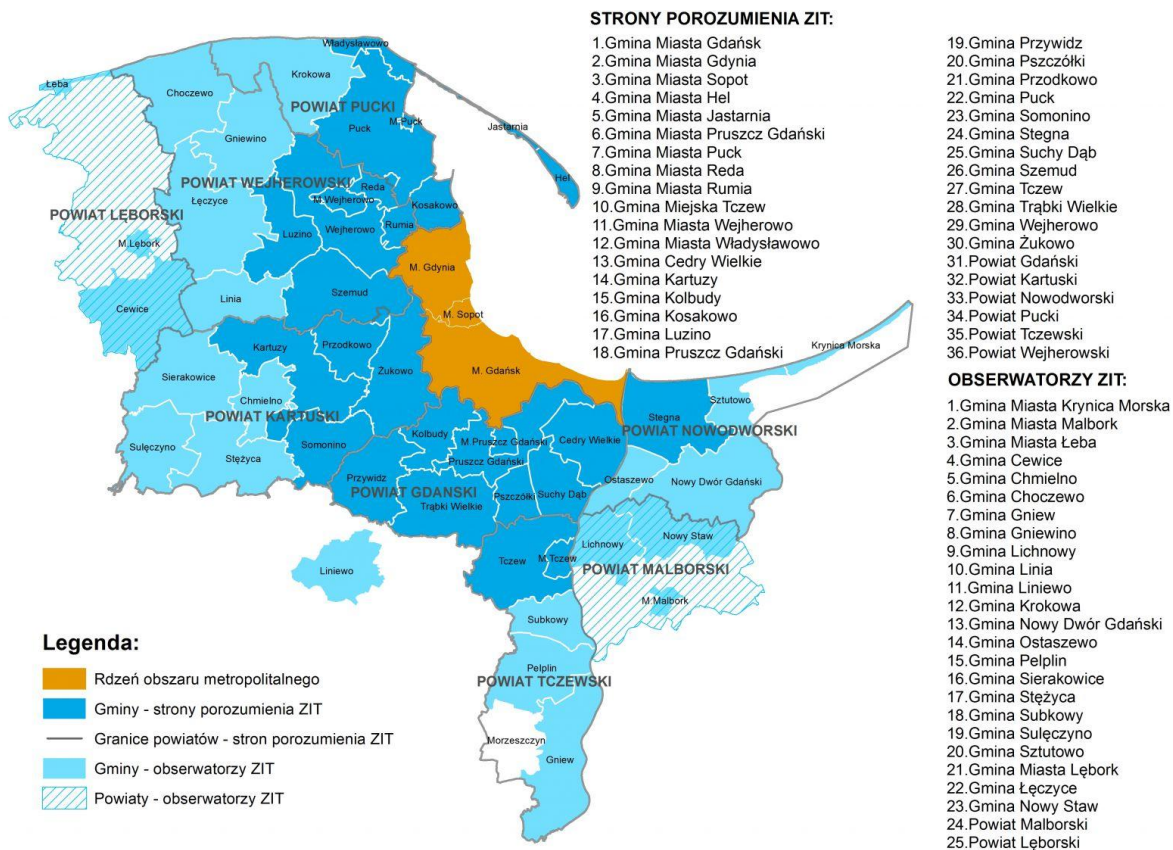 STRONY POROZUMIENIA ZIT:
1.Gmina Miasta Gdańsk
2.Gmina Miasta Gdynia
3.Gmina Miasta Sopot
4.Gmina Miasta Hel
5.Gmina Miasta Jastarnia
6.Gmina Miasta Pruszcz Gdański
7.Gmina Miasta Puck
8.Gmina Miasta Reda
9.Gmina Miasta Rumia
10.Gmina Miejska Tczew
11.Gmina Miasta Wejherowo
12.Gmina Miasta Władysławowo
13.Gmina Cedry Wielkie
14.Gmina Kartuzy
15.Gmina Kolbudy
16.Gmina Kosakowo
17.Gmina Luzino
18.Gmina Pruszcz Gdański
19.Gmina Przywidz
20.Gmina Pszczółki
21.Gmina Przodkowo
22.Gmina Puck
23.Gmina Somonino
24.Gmina Stegna
25.Gmina Suchy Dąb
26.Gmina Szemud
27.Gmina Tczew
28.Gmina Trąbki Wielkie
29.Gmina Wejherowo
30.Gmina Żukowo
31.Powiat Gdański
32.Powiat Kartuski
33.Powiat Nowodworski
34.Powiat Pucki
35.Powiat Tczewski
36.Powiat Wejherowski
OBSERWATORZY ZIT:
1.Gmina Miasta Krynica Morska
2.Gmina Miasta Malbork
3.Gmina Miasta Łeba
4.Gmina Cewice
5.Gmina Chmielno
6.Gmina Choczewo
7.Gmina Gniew
8.Gmina Gniewino
9.Gmina Lichnowy
10.Gmina Linia
11.Gmina Liniewo
12.Gmina Krokowa
13.Gmina Nowy Dwór Gdański
14.Gmina Ostaszewo
15.Gmina Pelplin
16.Gmina Sierakowice
17.Gmina Stężyca
18.Gmina Subkowy
19.Gmina Sulęczyno
20.Gmina Sztutowo
21.Gmina Miasta Lębork
22.Gmina Łęczyce
23.Gmina Nowy Staw
24.Powiat Malborski
25.Powiat Lęborski
Władysławowo
Krokowa
Łeba
Choczewo
POWIAT PUCKI
M.Puck
Puck
Jastarnia
Gniewino
Hel
POWIAT WEJHEROWSKI
Reda
Łęczyce
M.Wejherowo
Kosakowo
POWIAT LĘBORSKI
Luzino
Wejherowo
Rumia
M.Lębork
M. Gdynia
Szemud
Linia
Cewice
M. Sopot
Krynica Morska
Kartuzy
Przodkowo
Żukowo
M. Gdańsk
Sierakowice
Chmielno
Sztutowo
POWIAT KARTUSKI
Stegna
POWIAT NOWODWORSKI
Kolbudy
M.Pruszcz Gdański
Cedry Wielkie
Sulęczyno
Somonino
Stężyca
Pruszcz Gdański
Przywidz
Ostaszewo
Nowy Dwór Gdański
POWIAT GDAŃSKI
Pszczółki
Suchy Dąb
Trąbki Wielkie
Nowy Staw
Lichnowy
Tczew
M.Tczew
POWIAT MALBORSKI
Liniewo
M.Malbork
Subkowy
Pelplin
POWIAT TCZEWSKI
Morzeszczyn
Gniew
Legenda:
Rdzeń obszaru metropolitalnego
Gminy - strony porozumienia ZIT
Granice powiatów - stron porozumienia ZIT
Gminy - obserwatorzy ZIT
Powiaty - obserwatorzy ZIT